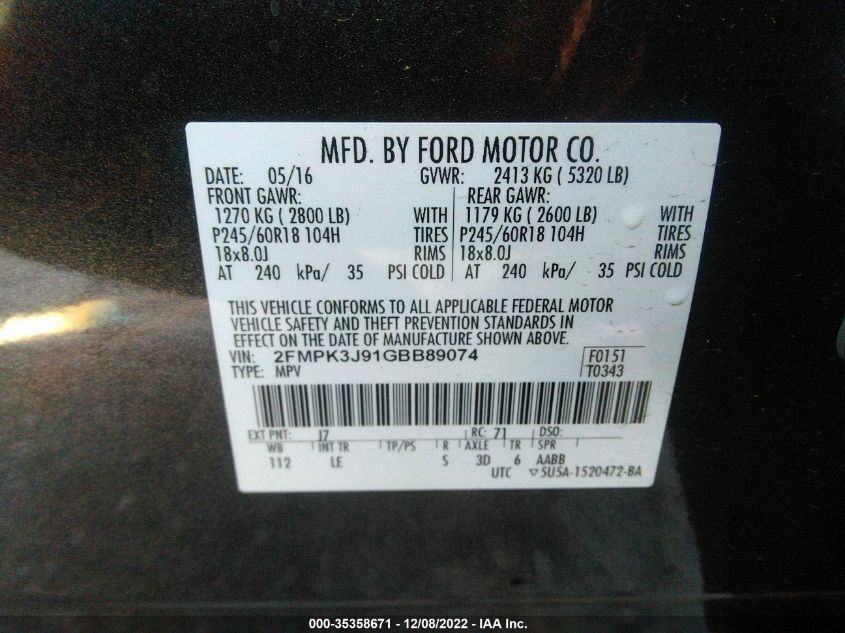 MFD. BY FORD MOTOR CO.
DATE: 05/16 GVWR: 2413 KG ( 5320 LB)
FRONT GAWR: REAR GAWR:
1270 KG ( 2800 LB) WITH 1179 KG ( 2600 LB) WITH
P245/60R18 104H TIRES P245/60R18 104H TIRES
18x8.0J RIMS 18x8.0J RIMS
AT 240 kPa/ 35 PSI COLD AT 240 kPa/ 35 PSI COLD
THIS VEHICLE CONFORMS TO ALL APPLICABLE FEDERAL MOTOR
VEHICLE SAFETY AND THEFT PREVENTION STANDARDS IN
EFFECT ON THE DATE OF MANUFACTURE SHOWN ABOVE.
VIN: 2FMPK3J91GBB89074 F0151
TYPE: MPV T0343
EXT PNT: J7 RC: 71 DSO:
WB INT TR TP/PS R AXLE TR SPR
112 LE S 3D 6 AABB
UTC ▽SUSA-1520472-BA
000-35358671 - 12/08/2022 - IAA Inc.